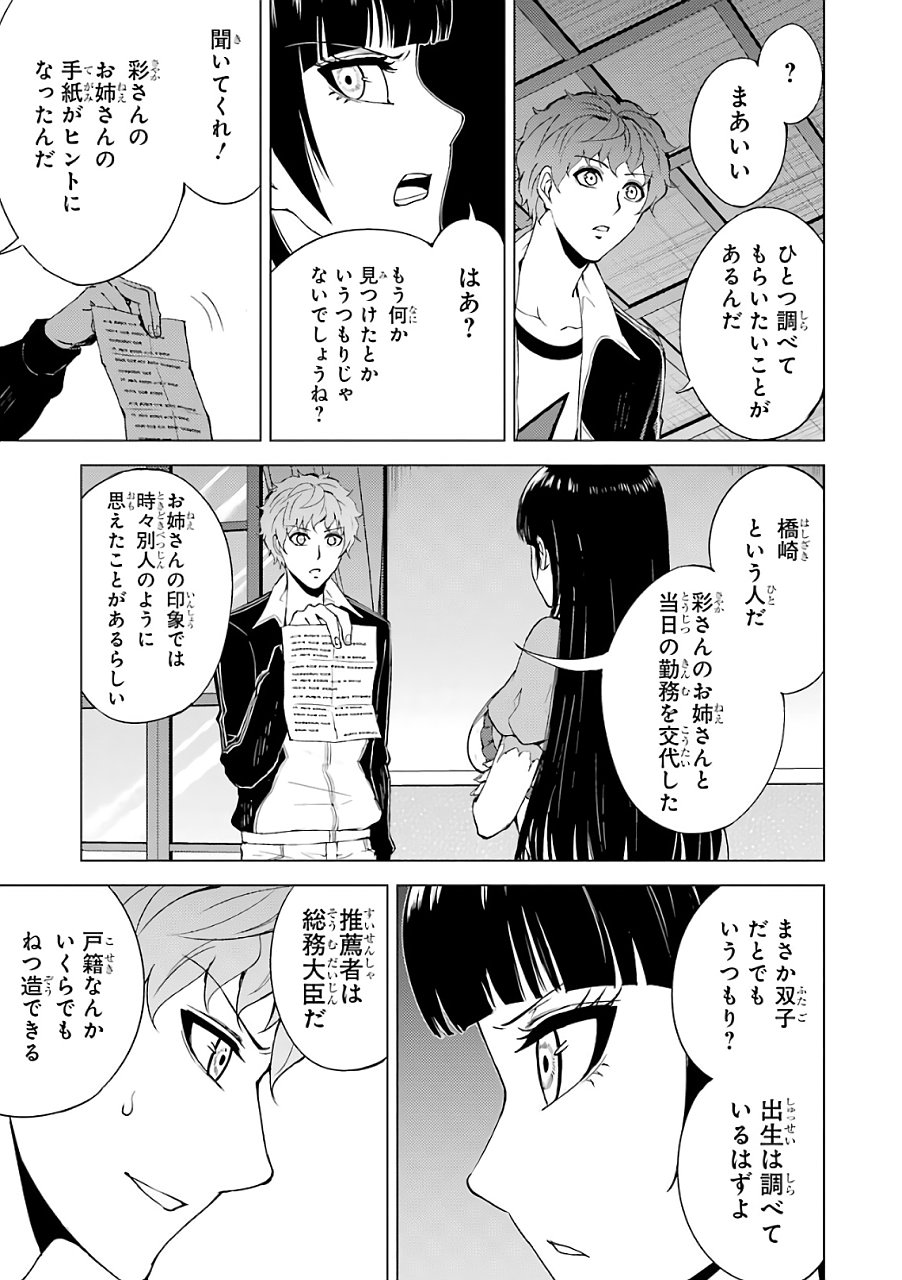 ？
まあいい
ひとつ調べて
もらいたいことが
あるんだ
はあ？
もう何か
見つけたとか
いうつもりじゃ
ないでしょうね？
聞いてくれ！
彩さんの
お姉さんの
手紙がヒントに
なったんだ
橋崎
という人だ
彩さんのお姉さんと
当日の勤務を交代した
お姉さんの印象では
時々別人のように
思えたことがあるらしい
まさか双子
だとでも
いうつもり？
出生は調べて
いるはずよ
推薦者は
総務大臣だ
戸籍なんか
いくらでも
ねつ造できる